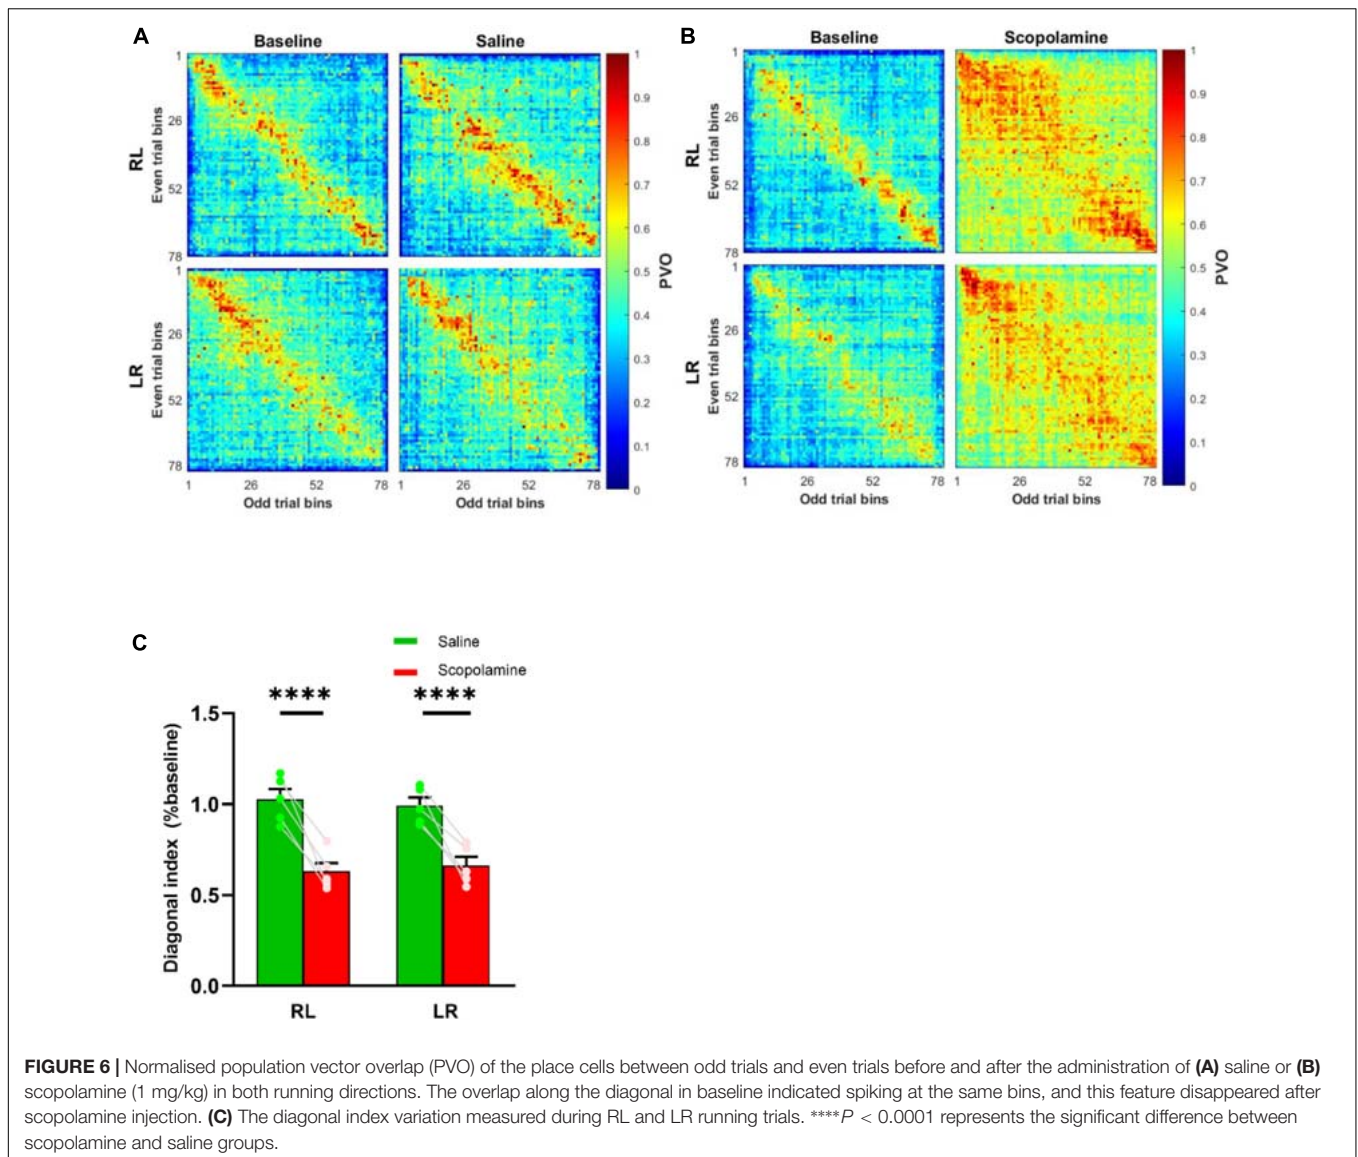 A
Baseline
Saline
RL
Even trial bins
1
26
52
78
LR
Even trial bins
1
26
52
78
1
26
52
78
1
26
52
78
Odd trial bins
Odd trial bins
1
0.9
0.8
0.7
0.6
0.5
0.4
0.3
0.2
0.1
0
PVO
B
Baseline
Scopolamine
RL
Even trial bins
1
26
52
78
LR
Even trial bins
1
26
52
78
1
26
52
78
1
26
52
78
Odd trial bins
Odd trial bins
1
0.9
0.8
0.7
0.6
0.5
0.4
0.3
0.2
0.1
0
PVO
C
Saline
Scopolamine
****
****
Diagonal index (%baseline)
1.5
1.0
0.5
0.0
RL
LR
FIGURE 6 | Normalised population vector overlap (PVO) of the place cells between odd trials and even trials before and after the administration of (A) saline or (B)
scopolamine (1 mg/kg) in both running directions. The overlap along the diagonal in baseline indicated spiking at the same bins, and this feature disappeared after
scopolamine injection. (C) The diagonal index variation measured during RL and LR running trials. ****P < 0.0001 represents the significant difference between
scopolamine and saline groups.